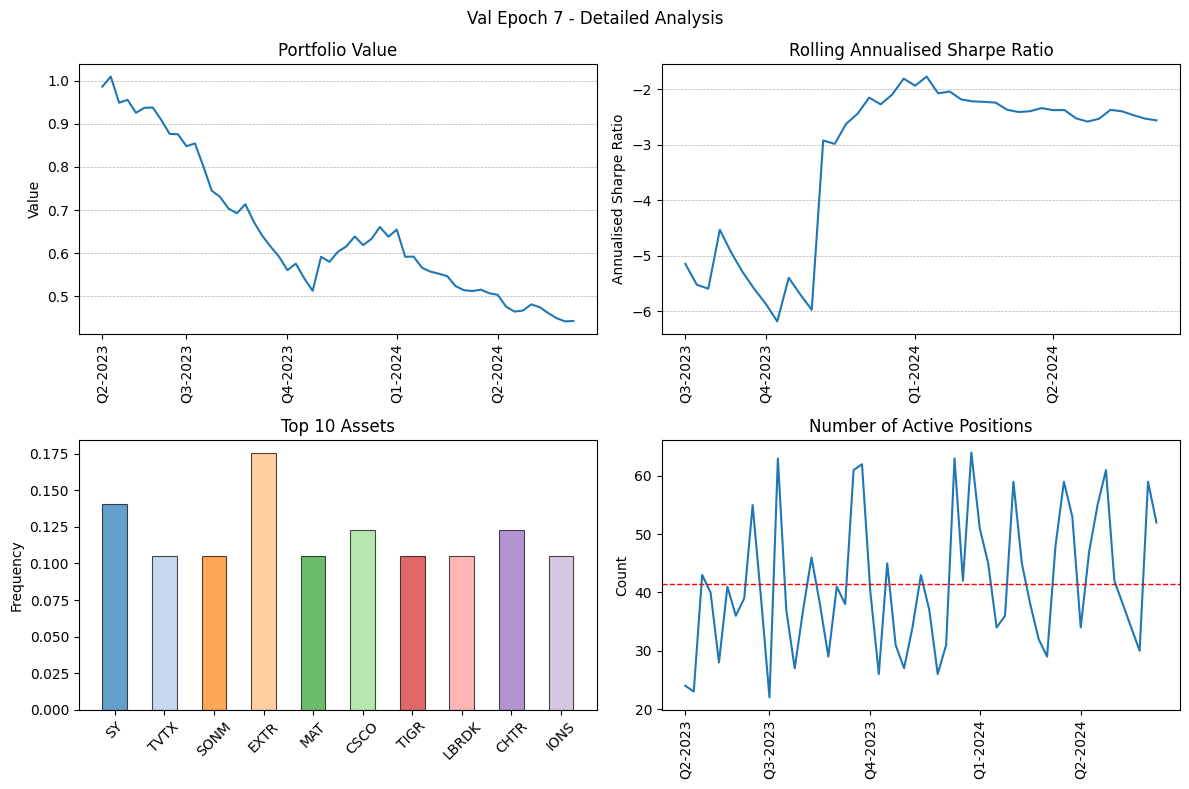 Val Epoch 7 - Detailed Analysis
Portfolio Value
Value
1.0
0.9
0.8
0.7
0.6
0.5
Q2-2023
Q3-2023
Q4-2023
Q1-2024
Q2-2024
Rolling Annualised Sharpe Ratio
Annualised Sharpe Ratio
−2
−3
−4
−5
−6
Q3-2023
Q4-2023
Q1-2024
Q2-2024
Top 10 Assets
Frequency
0.175
0.150
0.125
0.100
0.075
0.050
0.025
0.000
SY
TVTX
SONM
EXTR
MAT
CSCO
TIGR
LBRDK
CHTR
IONS
Number of Active Positions
Count
60
50
40
30
20
Q2-2023
Q3-2023
Q4-2023
Q1-2024
Q2-2024